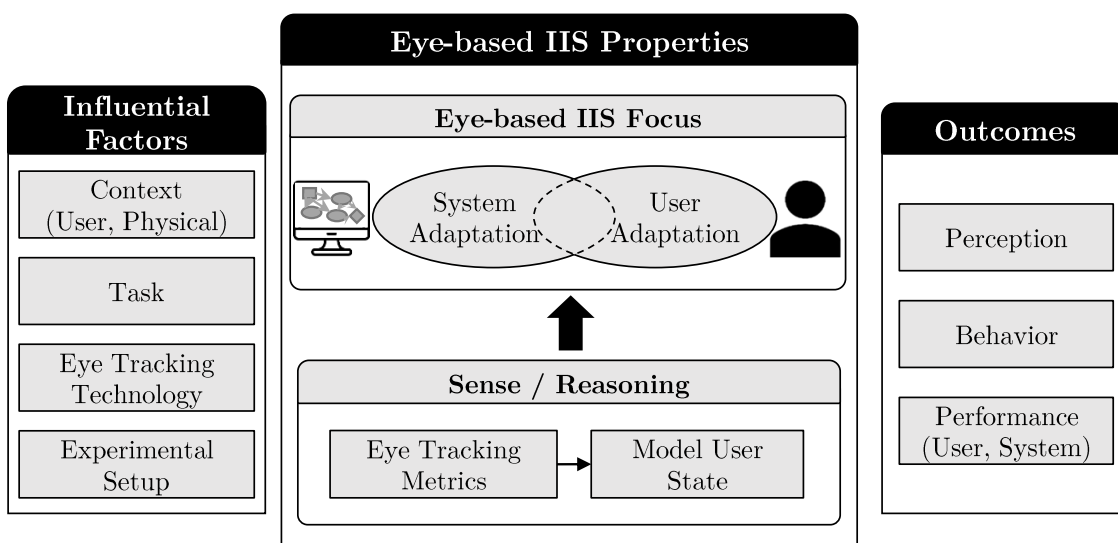 Influential
Factors
Context
(User, Physical)
Task
Eye Tracking
Technology
Experimental
Setup
Eye-based IIS Properties
Eye-based IIS Focus
System
Adaptation
User
Adaptation
Sense / Reasoning
Eye Tracking
Metrics
Model User
State
Outcomes
Perception
Behavior
Performance
(User, System)